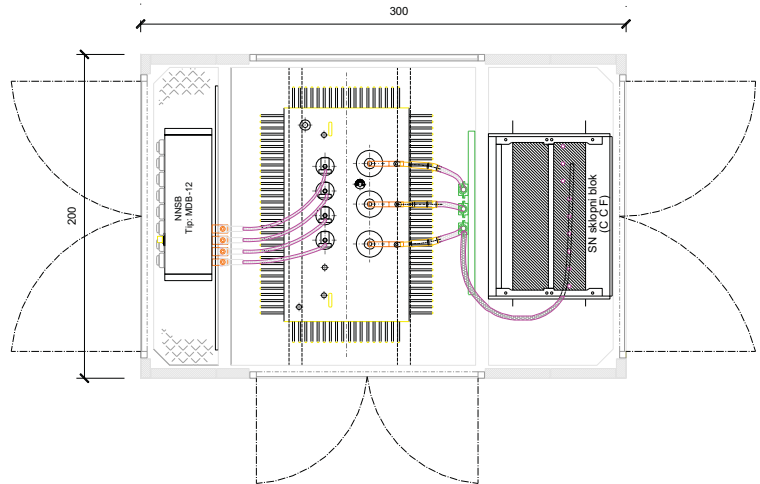 300
200
NNSB
Tip: MDB-12
SN sklopni blok
(C C F)